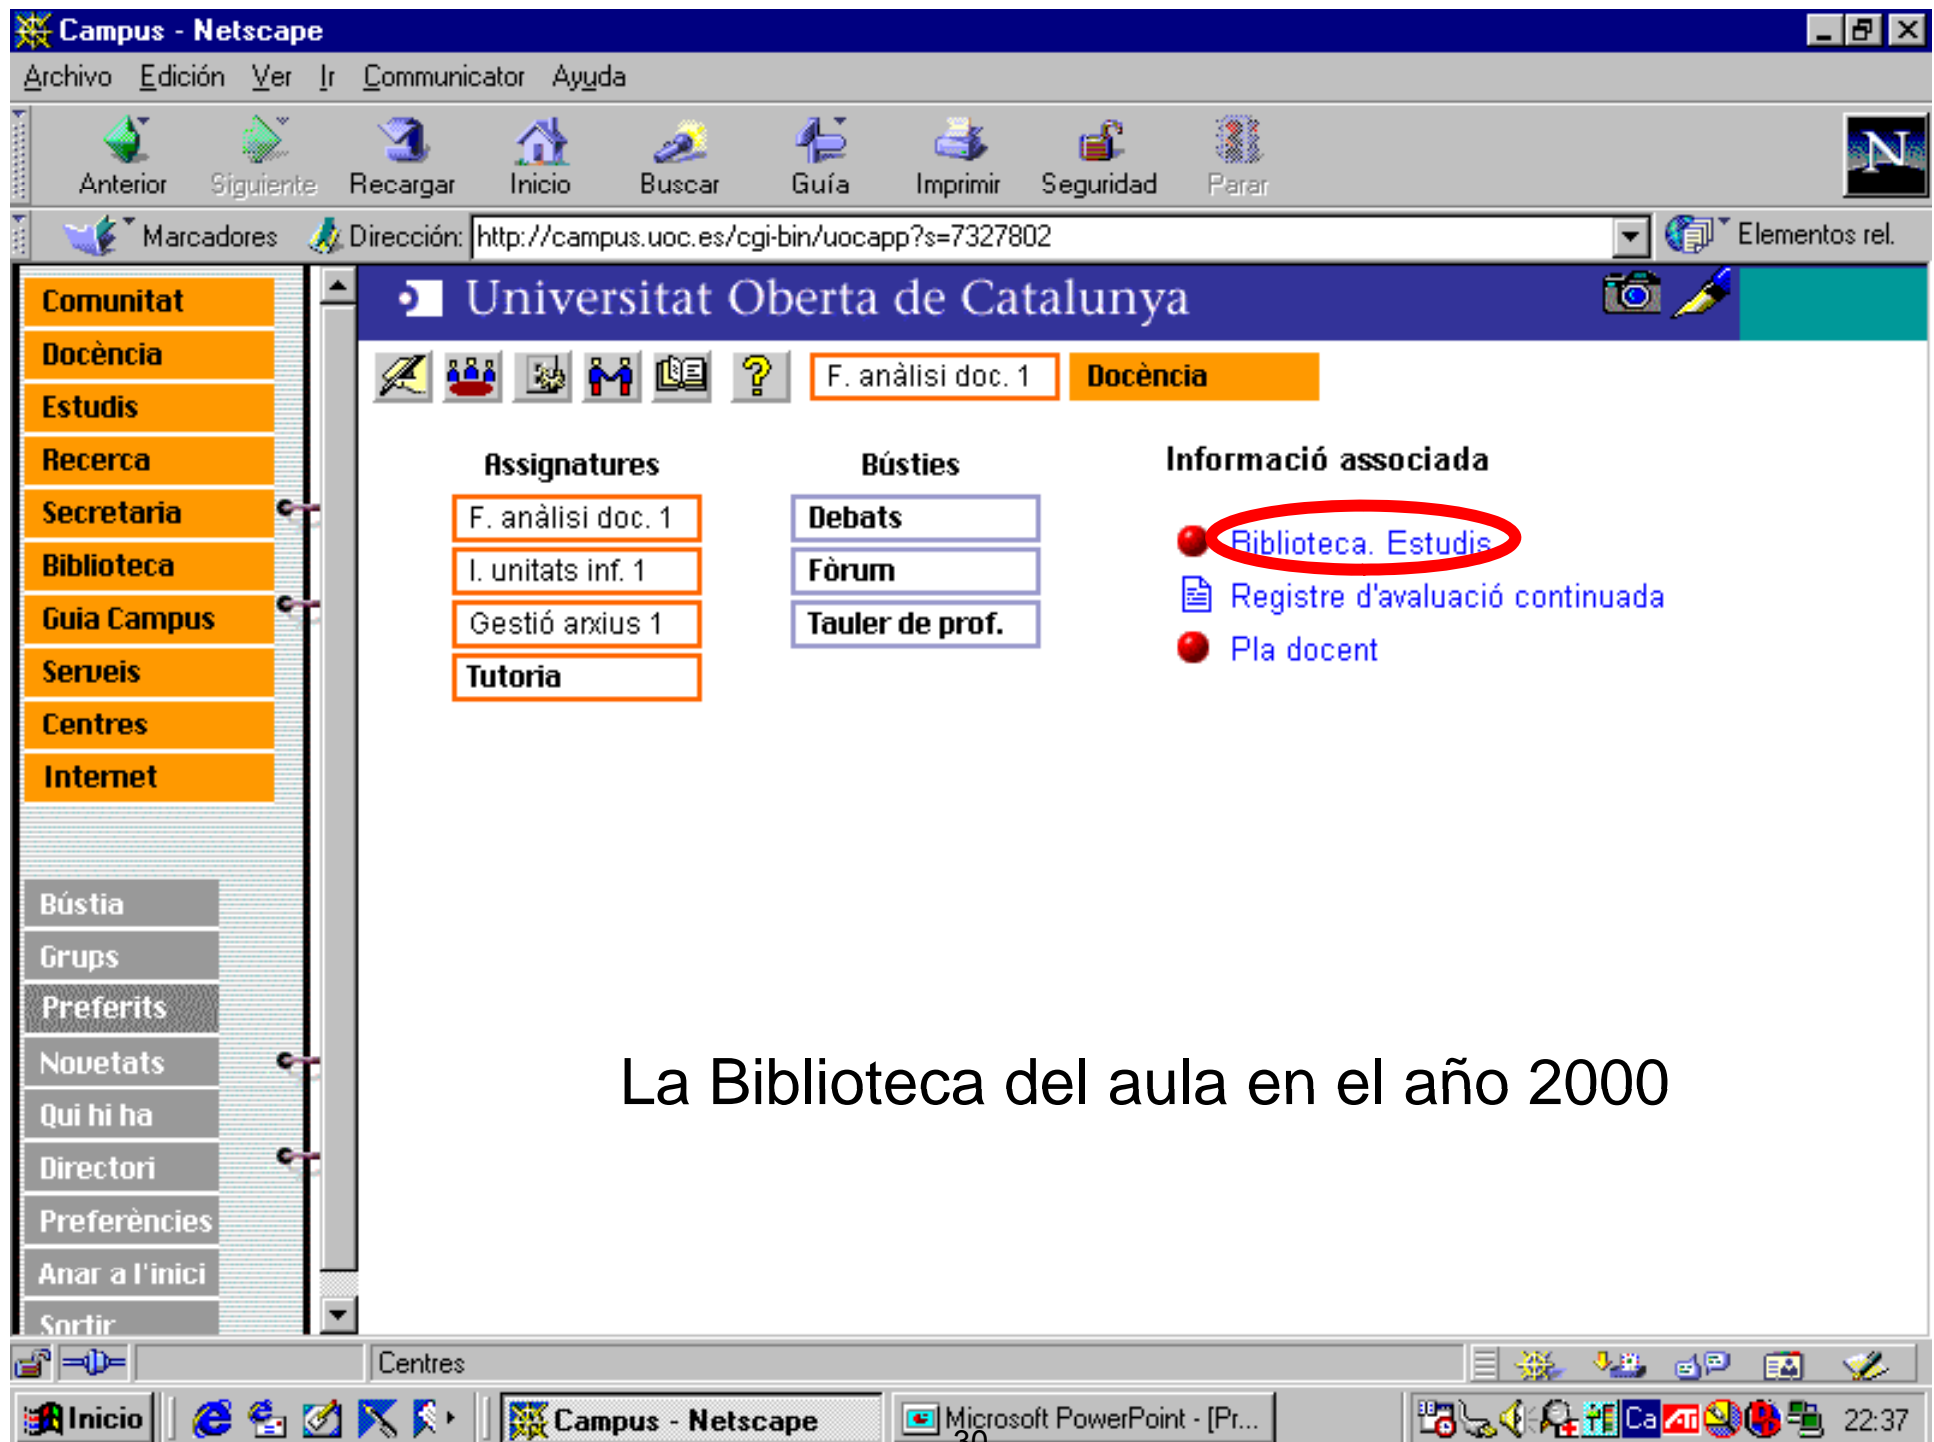 Campus - Netscape
Archivo Edición Ver Ir Communicator Ayuda
Anterior Siguiente Recargar Inicio Buscar Guía Imprimir Seguridad Parar
N
Marcadores Dirección: http://campus.uoc.es/cgi-bin/uocapp?s=7327802 Elementos rel.
Universitat Oberta de Catalunya
F. anàlisi doc. 1 Docència
Comunitat
Docència
Estudis
Recerca
Secretaria
Biblioteca
Guia Campus
Serveis
Centres
Internet
Bústia
Grups
Preferits
Novetats
Qui hi ha
Directori
Preferències
Anar a l'inici
Sortir
Assignatures
F. anàlisi doc. 1
I. unitats inf. 1
Gestió arxius 1
Tutoria
Bústies
Debats
Fòrum
Tauler de prof.
Informació associada
Biblioteca. Estudis
Registre d'avaluació continuada
Pla docent
La Biblioteca del aula en el año 2000
Centres
Inicio Campus - Netscape Microsoft PowerPoint - [Pr... Ca ATI 22:37
30